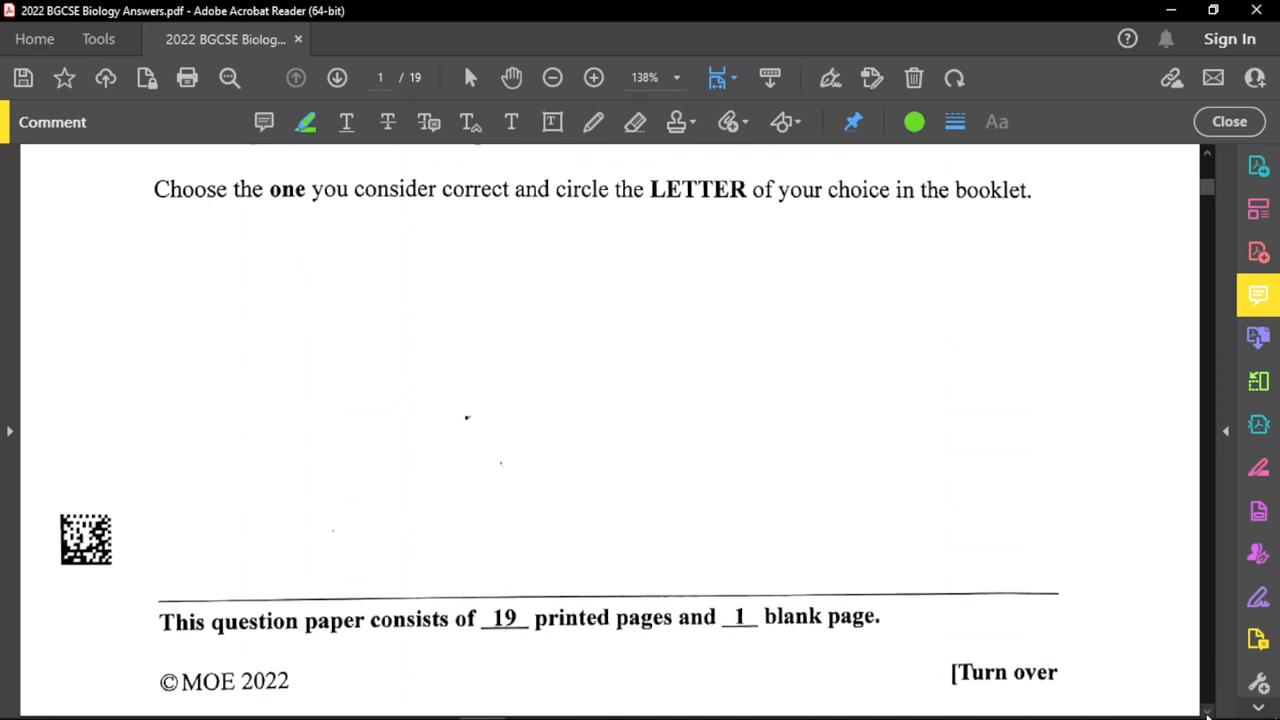 2022 BGCSE Biology Answers.pdf - Adobe Acrobat Reader (64-bit)
Home Tools 2022 BGCSE Biolog... Sign In
1 / 19 138%
Comment Aa Close
Choose the one you consider correct and circle the LETTER of your choice in the booklet.
This question paper consists of 19 printed pages and 1 blank page.
©MOE 2022
[Turn over